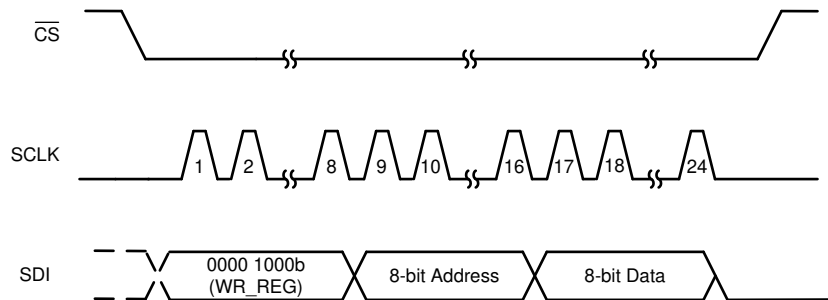 CS
SCLK
1 2 8 9 10 16 17 18 24
SDI
0000 1000b
(WR_REG)
8-bit Address
8-bit Data